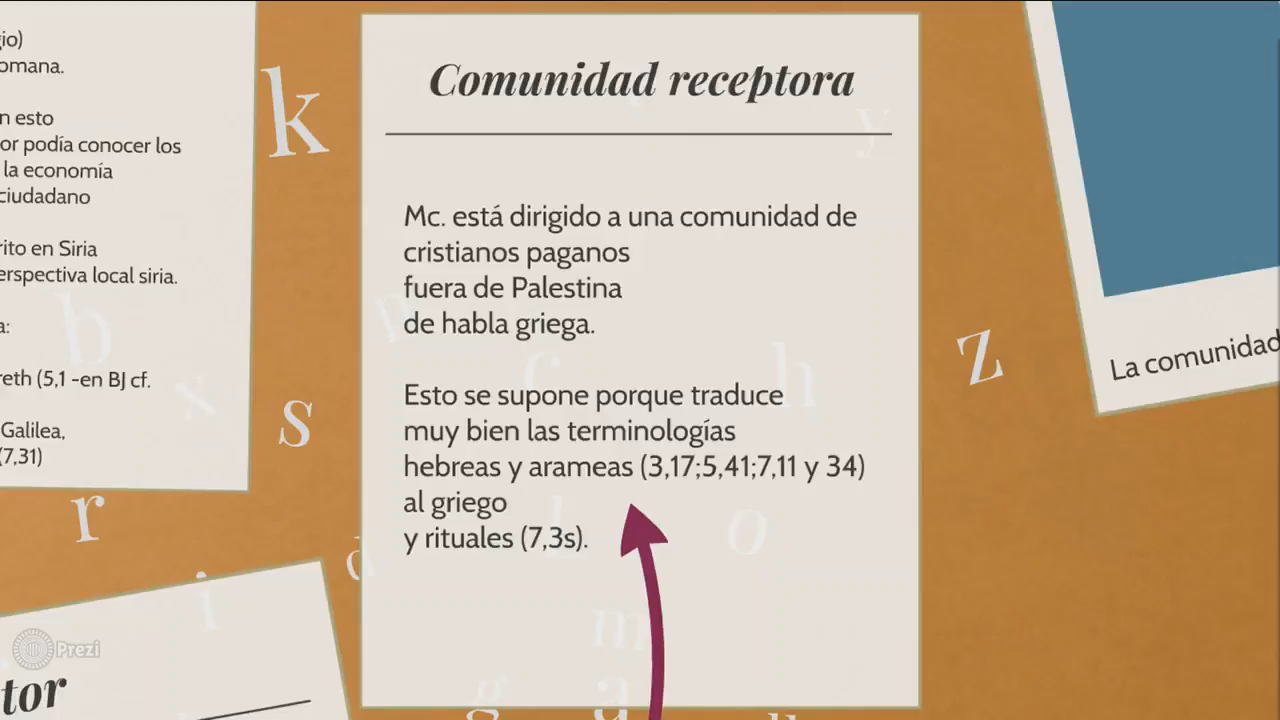 gio)
omana.
n esto
or podía conocer los
la economía
ciudadano
rito en Siria
erspectiva local siria.
a:
reth (5,1 -en BJ cf.
Galilea,
(7,31)
Comunidad receptora
Mc. está dirigido a una comunidad de
cristianos paganos
fuera de Palestina
de habla griega.
Esto se supone porque traduce
muy bien las terminologías
hebreas y arameas (3,17;5,41;7,11 y 34)
al griego
y rituales (7,3s).
La comunidad
tor
Prezi
k
y
b
n
x
s
f
h
z
r
d
o
i
m
g
a